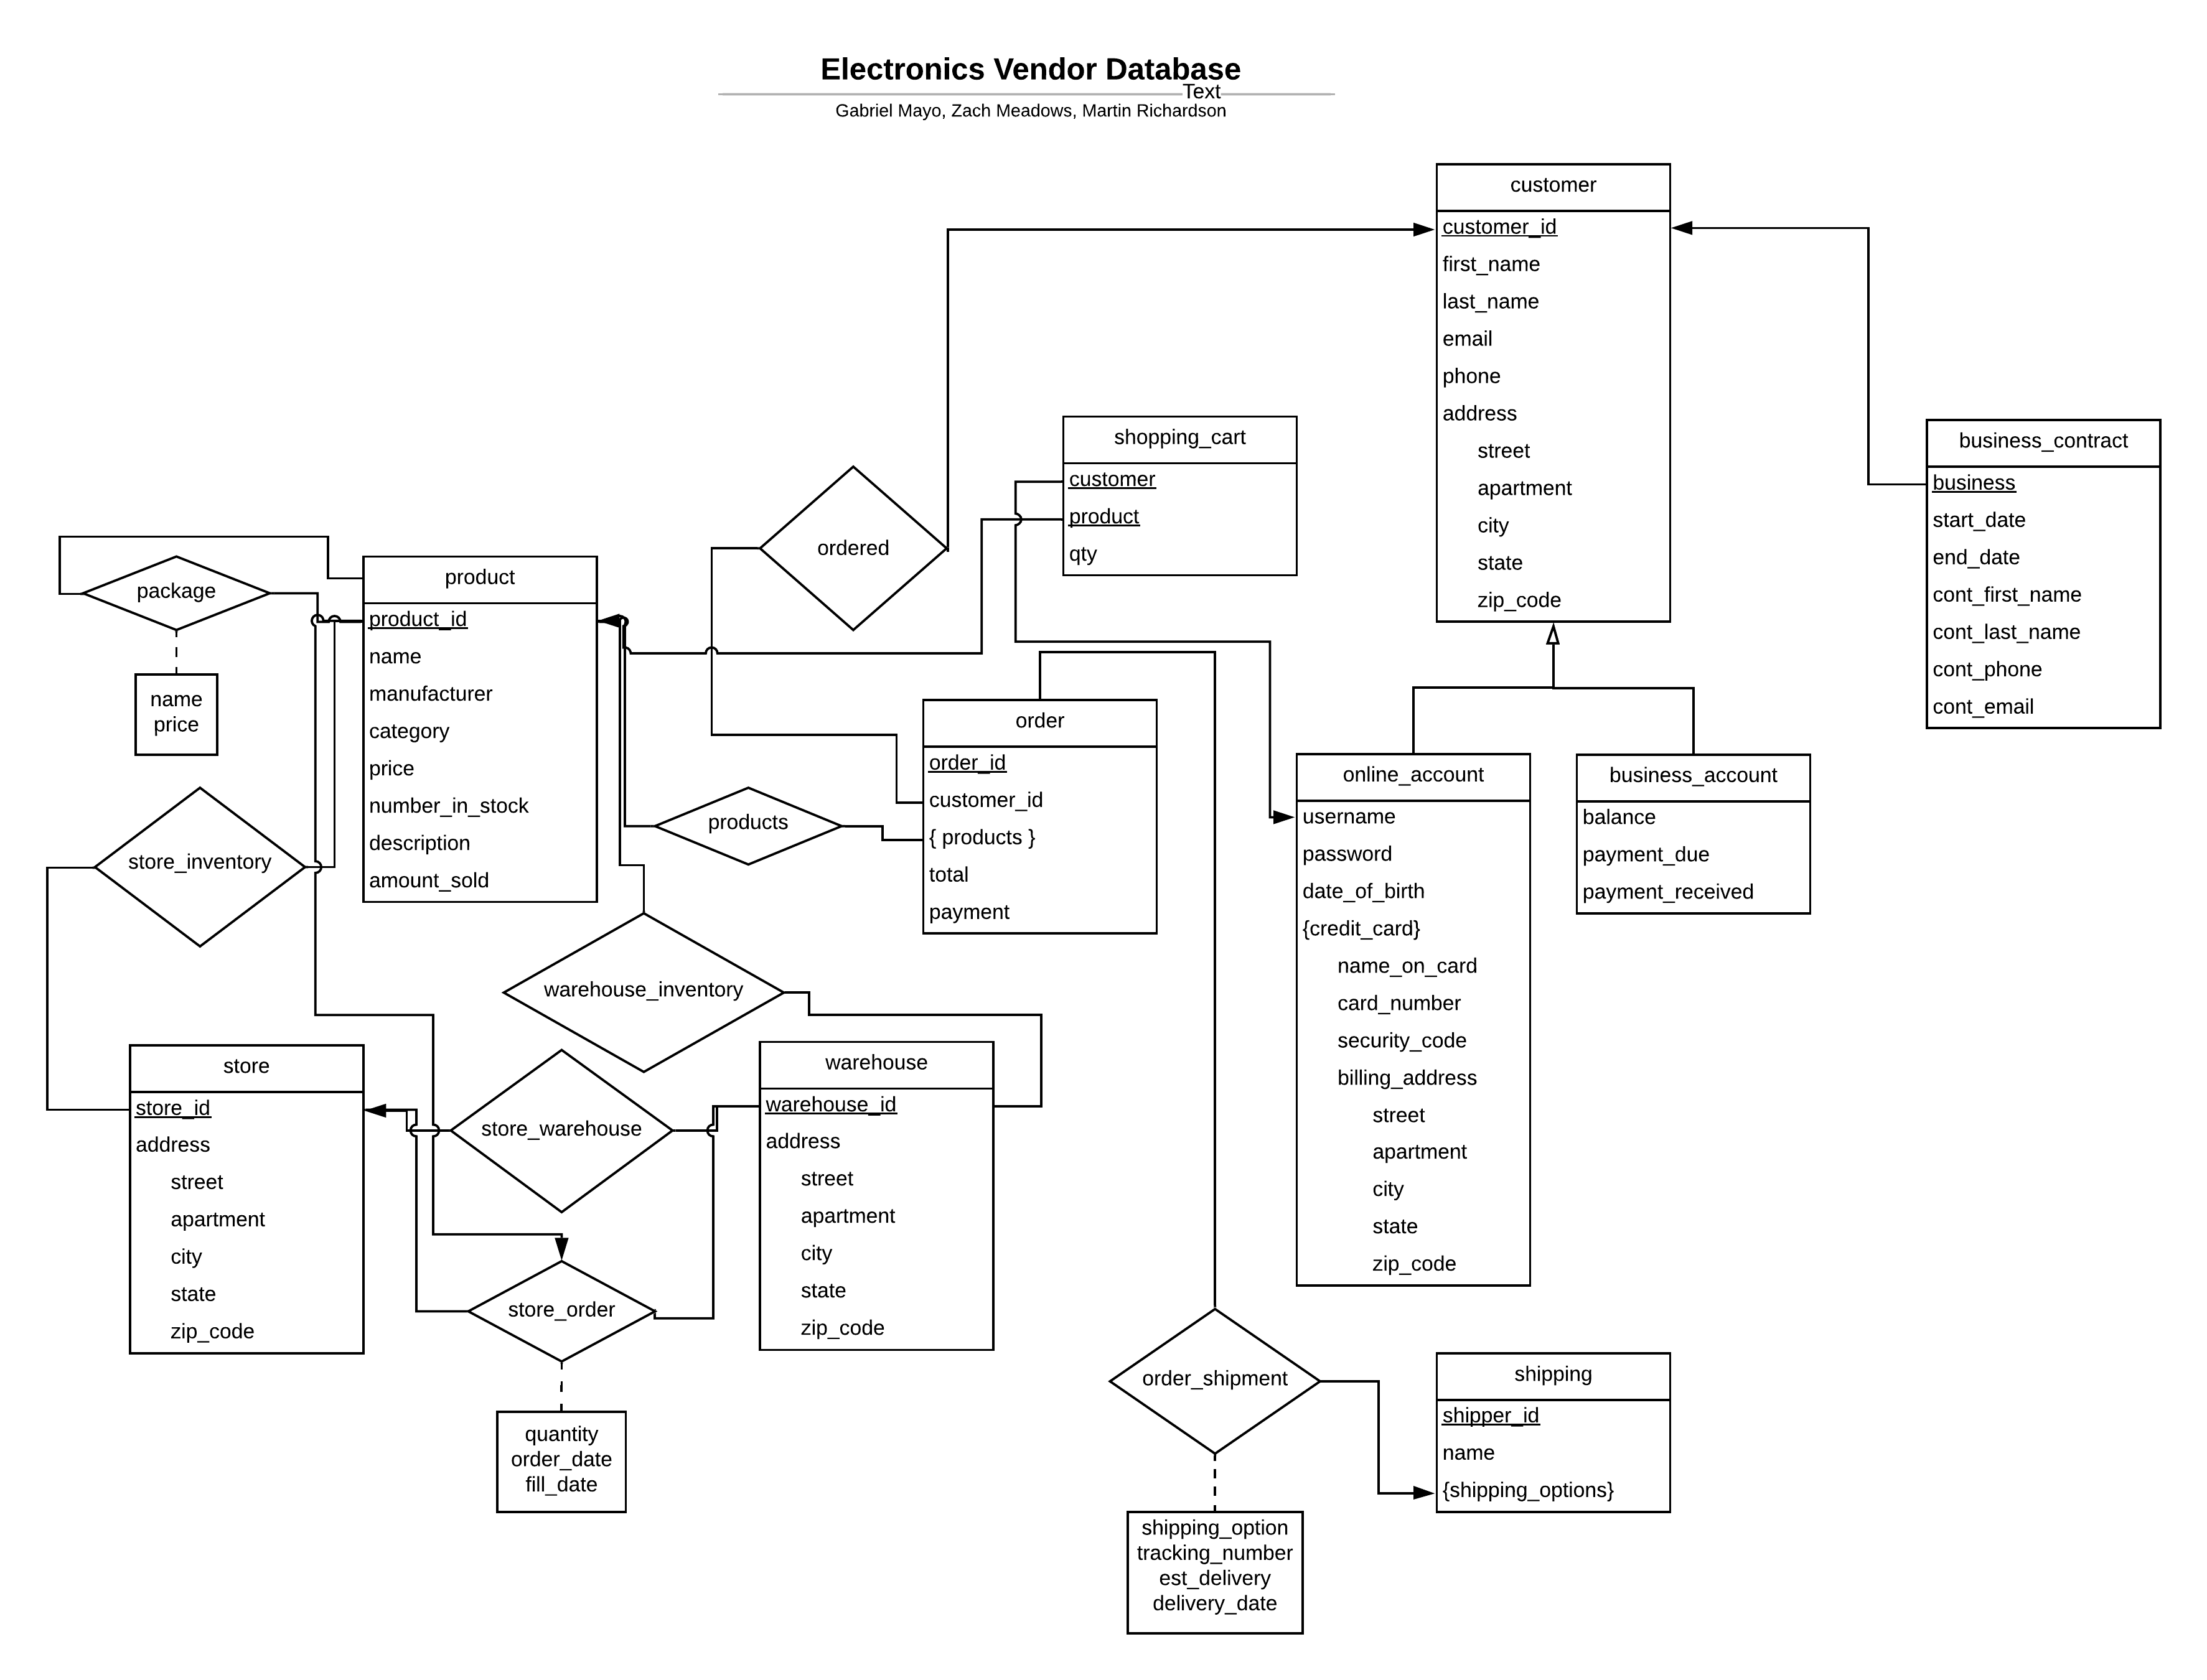 Electronics Vendor Database
Text
Gabriel Mayo, Zach Meadows, Martin Richardson
customer
customer_id
first_name
last_name
email
phone
address
street
apartment
city
state
zip_code
business_contract
business
start_date
end_date
cont_first_name
cont_last_name
cont_phone
cont_email
shopping_cart
customer
product
qty
ordered
package
name
price
product
product_id
name
manufacturer
category
price
number_in_stock
description
amount_sold
order
order_id
customer_id
{ products }
total
payment
products
online_account
username
password
date_of_birth
{credit_card}
name_on_card
card_number
security_code
billing_address
street
apartment
city
state
zip_code
business_account
balance
payment_due
payment_received
store_inventory
warehouse_inventory
store
store_id
address
street
apartment
city
state
zip_code
store_warehouse
warehouse
warehouse_id
address
street
apartment
city
state
zip_code
store_order
quantity
order_date
fill_date
order_shipment
shipping_option
tracking_number
est_delivery
delivery_date
shipping
shipper_id
name
{shipping_options}